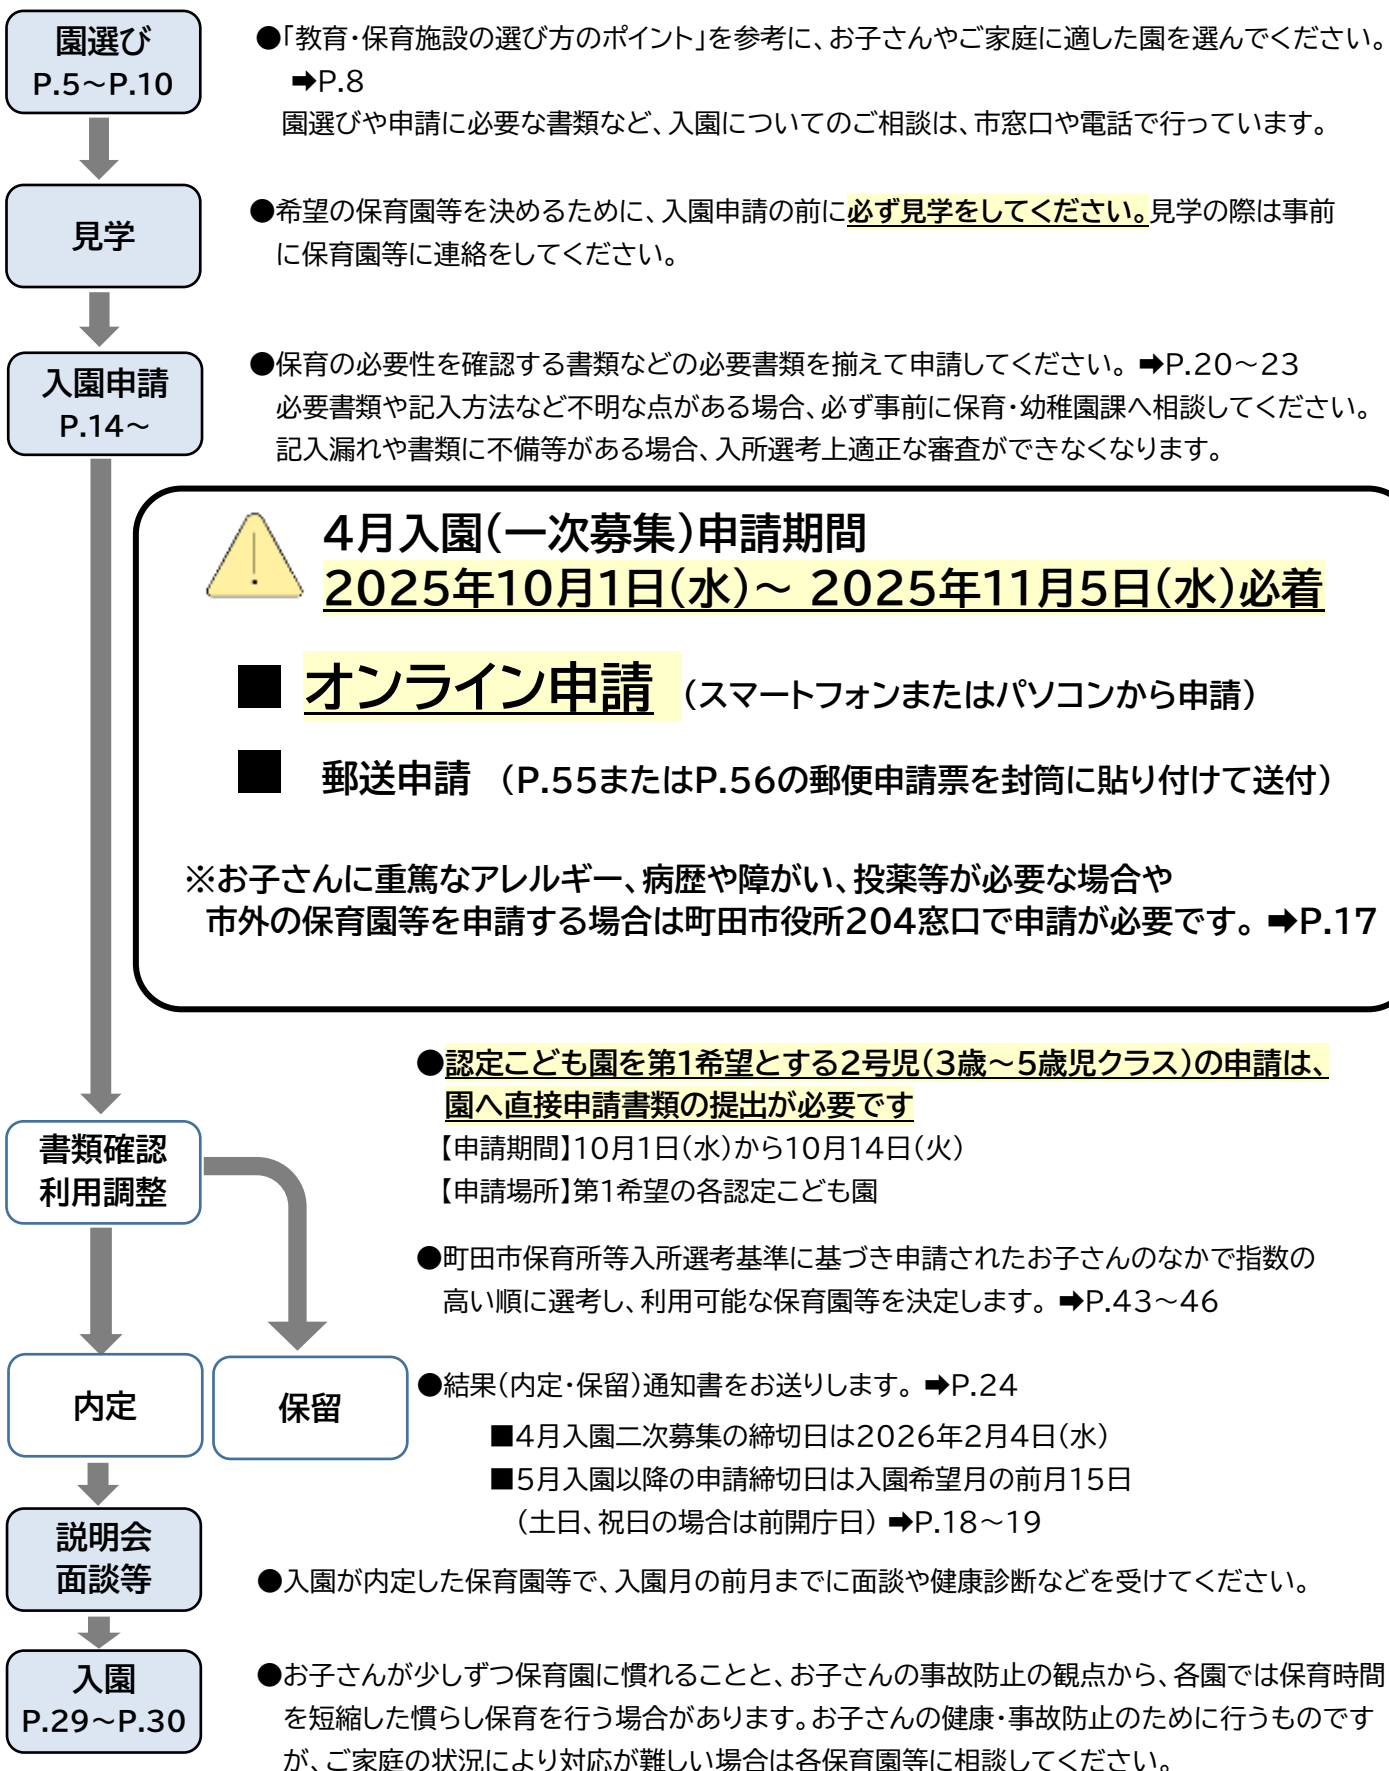 園選び
P.5～P.10
●「教育・保育施設の選び方のポイント」を参考に、お子さんやご家庭に適した園を選んでください。
➡P.8
園選びや申請に必要な書類など、入園についてのご相談は、市窓口や電話で行っています。
見学
●希望の保育園等を決めるために、入園申請の前に必ず見学をしてください。見学の際は事前
に保育園等に連絡をしてください。
入園申請
P.14～
●保育の必要性を確認する書類などの必要書類を揃えて申請してください。➡P.20～23
必要書類や記入方法など不明な点がある場合、必ず事前に保育・幼稚園課へ相談してください。
記入漏れや書類に不備等がある場合、入所選考上適正な審査ができなくなります。
4月入園（一次募集）申請期間
2025年10月1日（水）～ 2025年11月5日（水）必着
■ オンライン申請 （スマートフォンまたはパソコンから申請）
■ 郵送申請 （P.55またはP.56の郵便申請票を封筒に貼り付けて送付）
※お子さんに重篤なアレルギー、病歴や障がい、投薬等が必要な場合や
市外の保育園等を申請する場合は町田市役所204窓口で申請が必要です。➡P.17
●認定こども園を第1希望とする2号児（3歳～5歳児クラス）の申請は、
園へ直接申請書類の提出が必要です
【申請期間】10月1日（水）から10月14日（火）
【申請場所】第1希望の各認定こども園
書類確認
利用調整
●町田市保育所等入所選考基準に基づき申請されたお子さんのなかで指数の
高い順に選考し、利用可能な保育園等を決定します。➡P.43～46
内定
保留
●結果（内定・保留）通知書をお送りします。➡P.24
■4月入園二次募集の締切日は2026年2月4日（水）
■5月入園以降の申請締切日は入園希望月の前月15日
（土日、祝日の場合は前開庁日）➡P.18～19
説明会
面談等
●入園が内定した保育園等で、入園月の前月までに面談や健康診断などを受けてください。
入園
P.29～P.30
●お子さんが少しずつ保育園に慣れることと、お子さんの事故防止の観点から、各園では保育時間
を短縮した慣らし保育を行う場合があります。お子さんの健康・事故防止のために行うものです
が、ご家庭の状況により対応が難しい場合は各保育園等に相談してください。